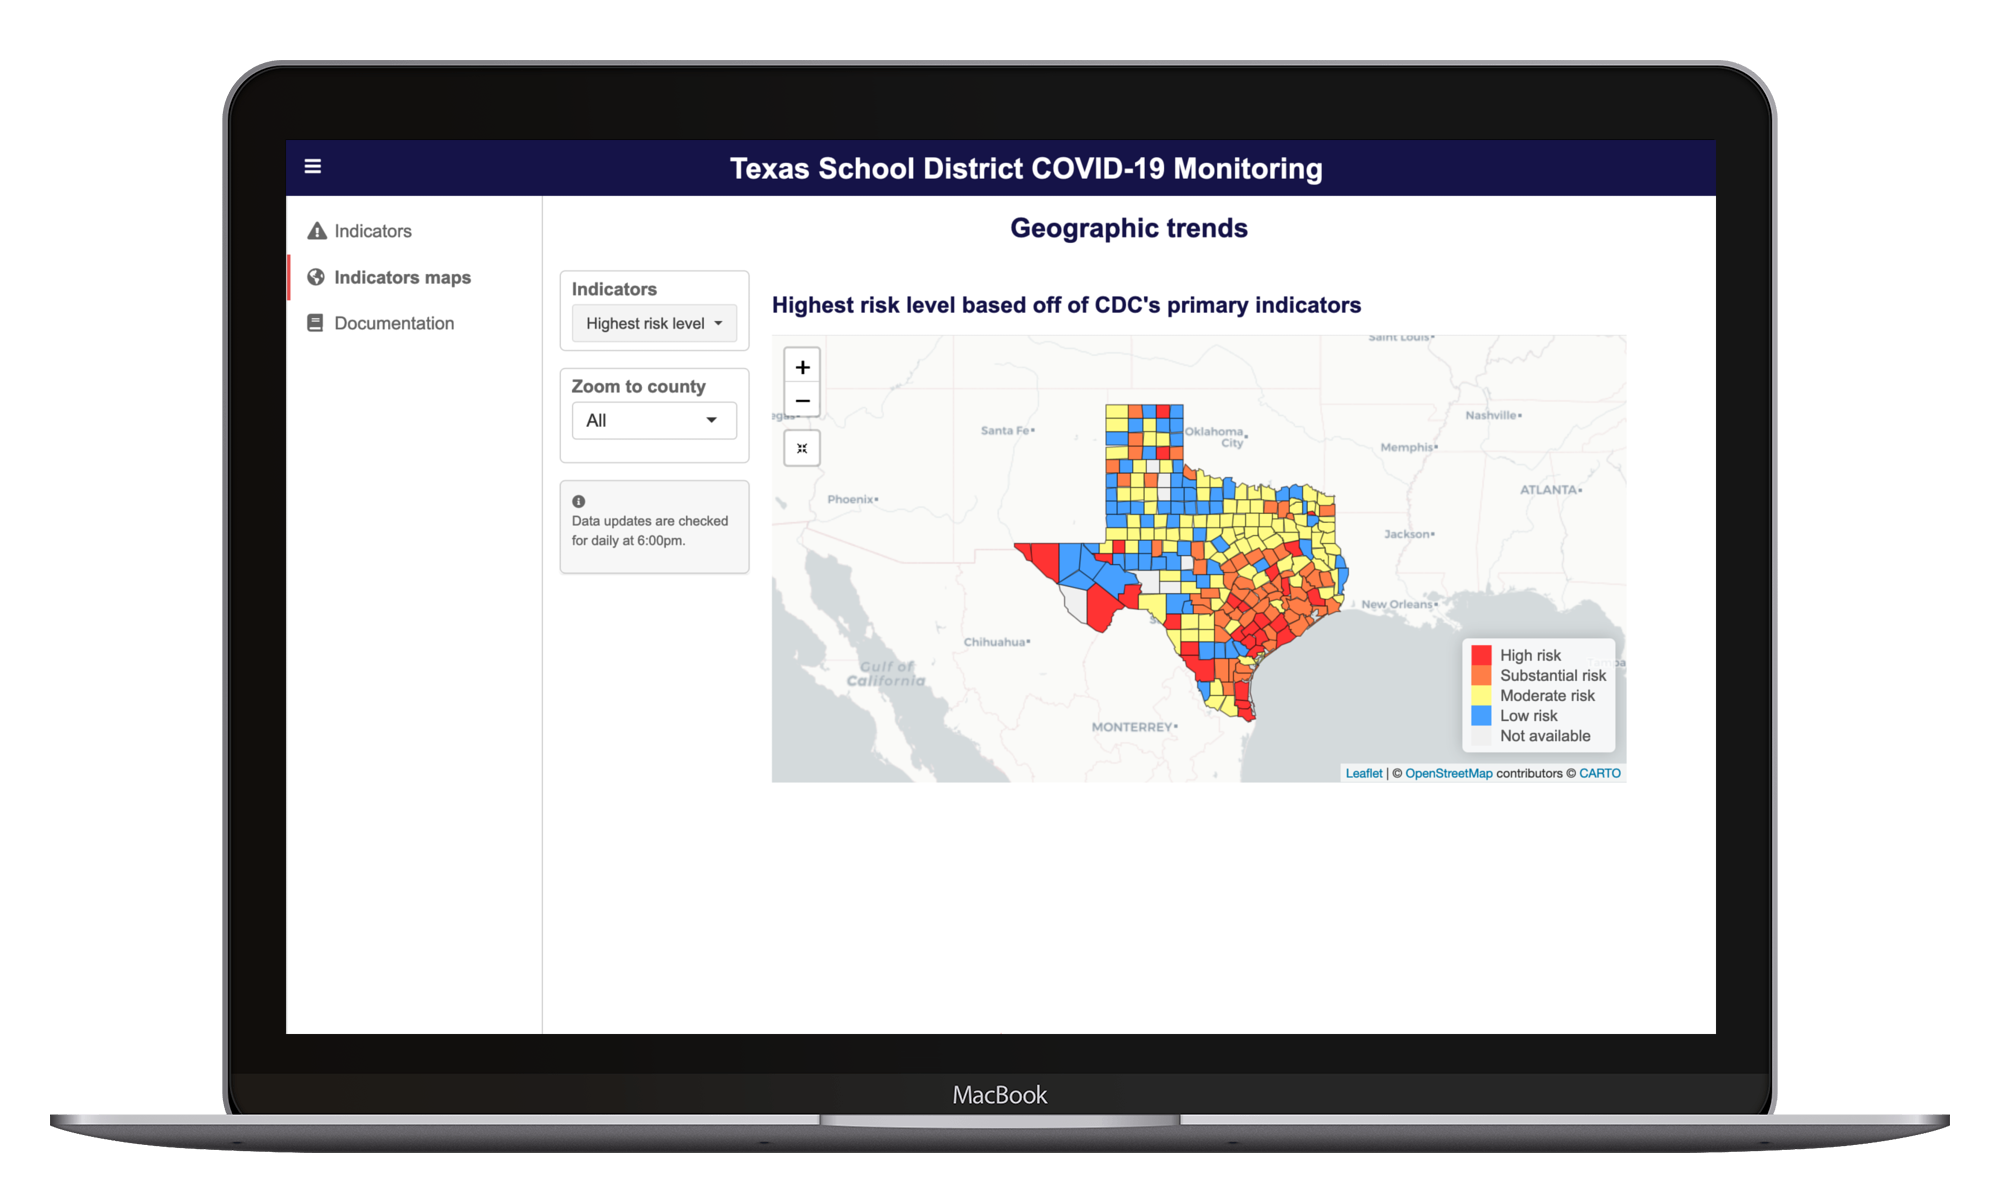 Texas School District COVID-19 Monitoring
Indicators
Indicators maps
Documentation
Geographic trends
Indicators
Highest risk level
Zoom to county
All
Data updates are checked
for daily at 6:00pm.
Highest risk level based off of CDC's primary indicators
+
−
Saint Louis
Santa Fe
Oklahoma
City
Nashville
Memphis
Phoenix
ATLANTA
Jackson
New Orleans
Chihuahua
Gulf of
California
MONTERREY
High risk
Substantial risk
Moderate risk
Low risk
Not available
Leaflet | © OpenStreetMap contributors © CARTO
MacBook